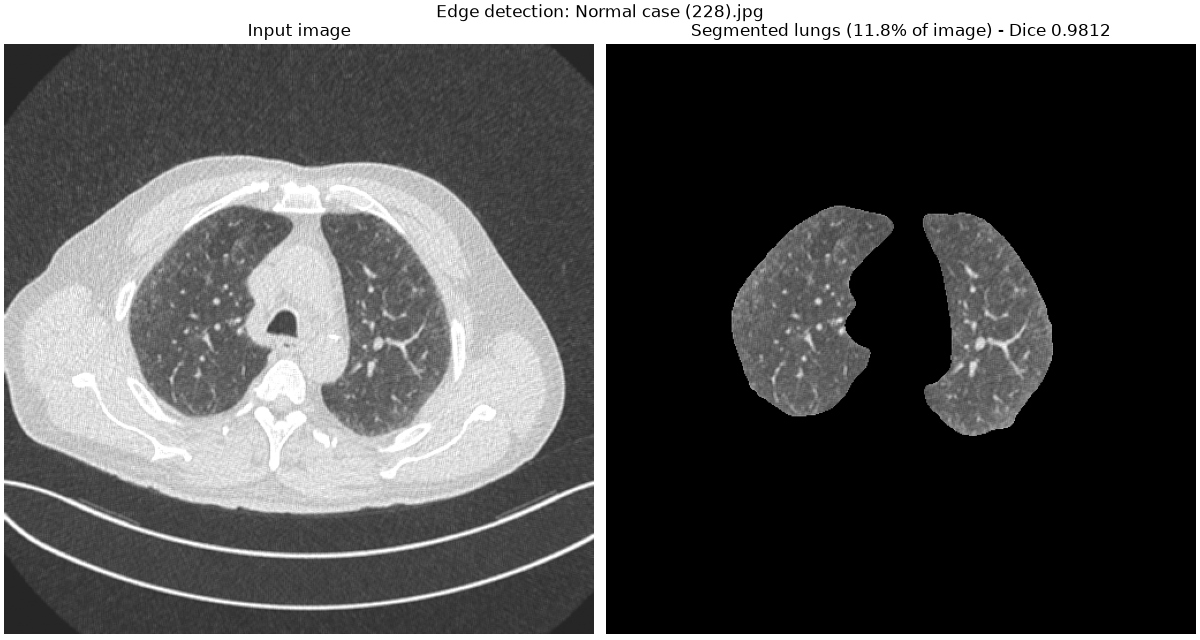 Edge detection: Normal case (228).jpg
Input image
Segmented lungs (11.8% of image) - Dice 0.9812